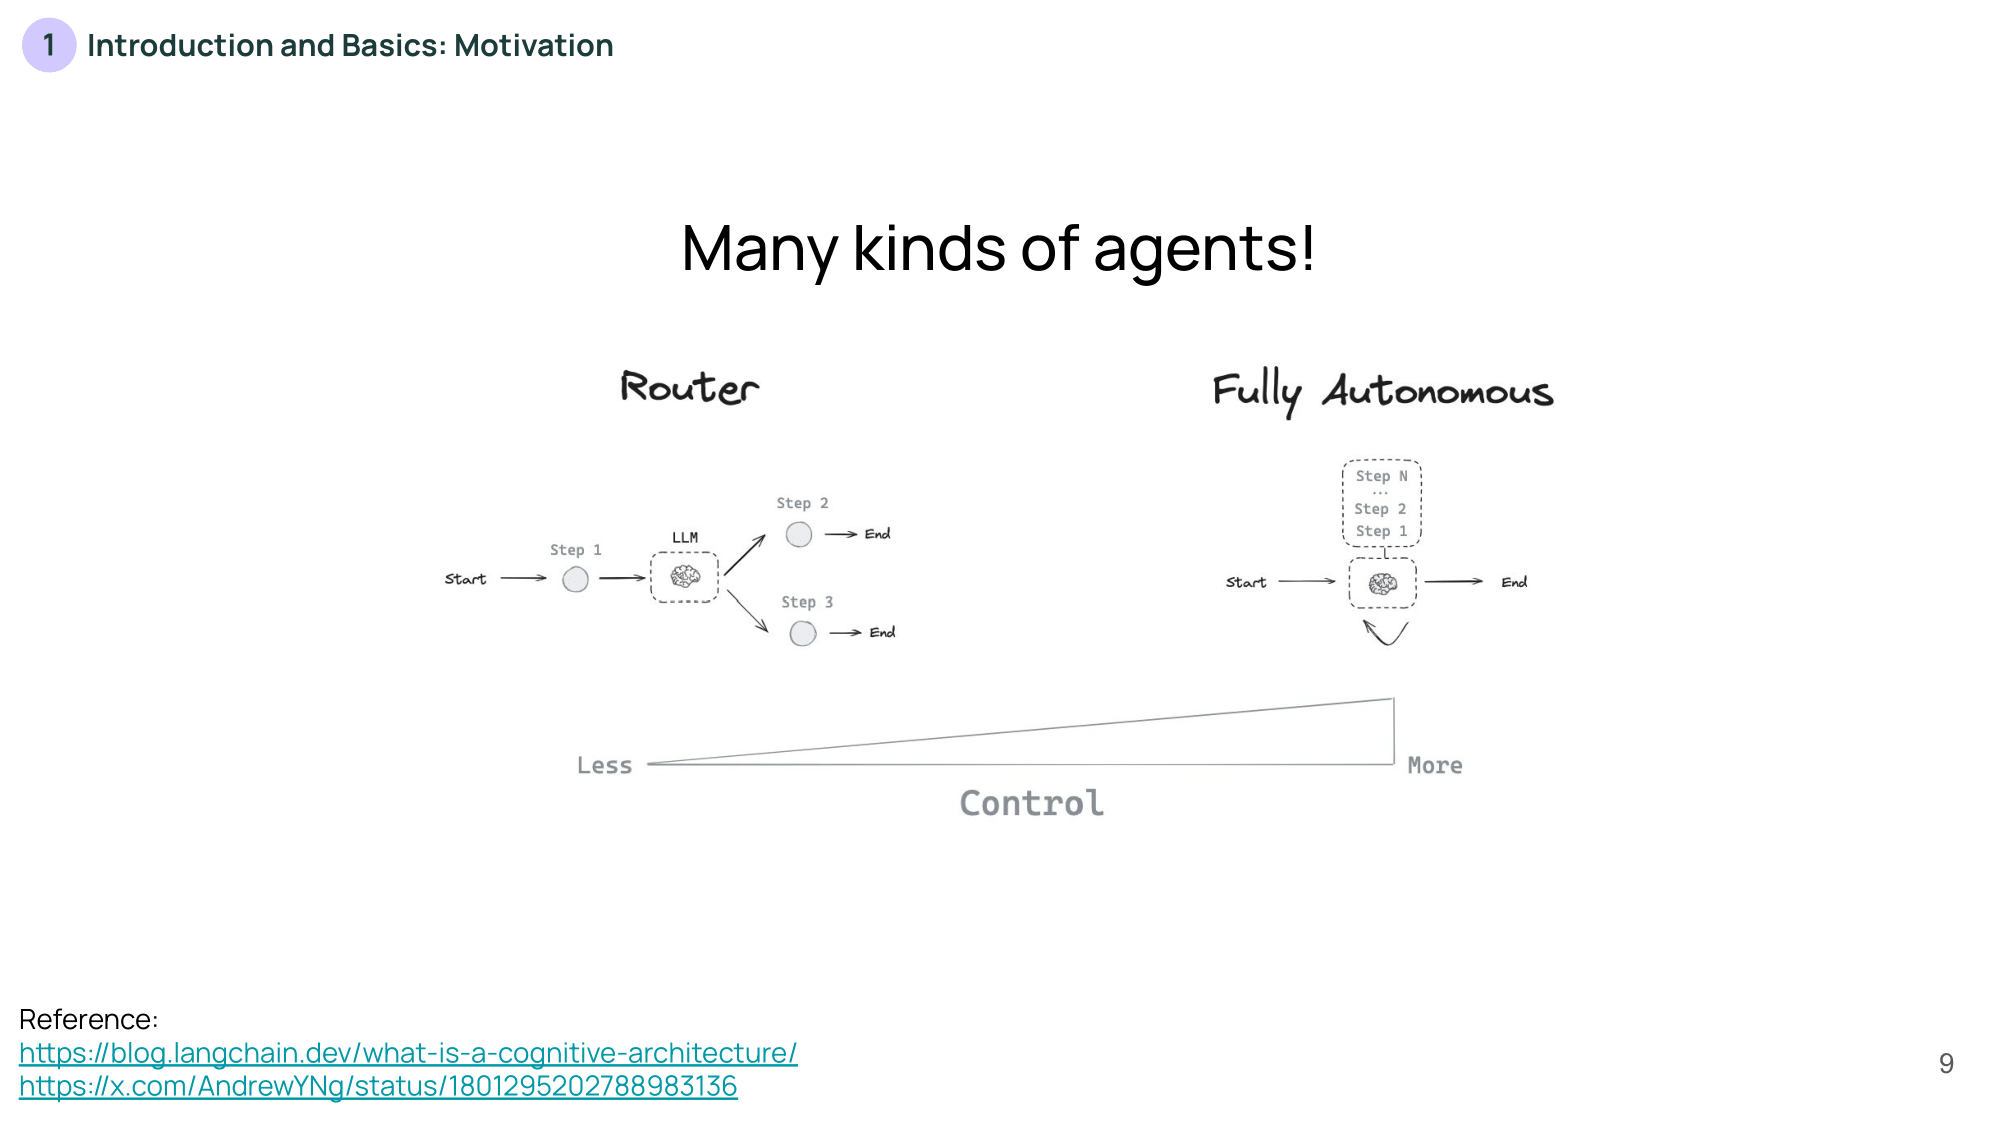 1 Introduction and Basics: Motivation
Many kinds of agents!
Router
Fully Autonomous
Start
Step 1
LLM
Step 2
End
Step 3
End
Step N
...
Step 2
Step 1
Start
End
Less
More
Control
Reference:
https://blog.langchain.dev/what-is-a-cognitive-architecture/
https://x.com/AndrewYNg/status/1801295202788983136
9